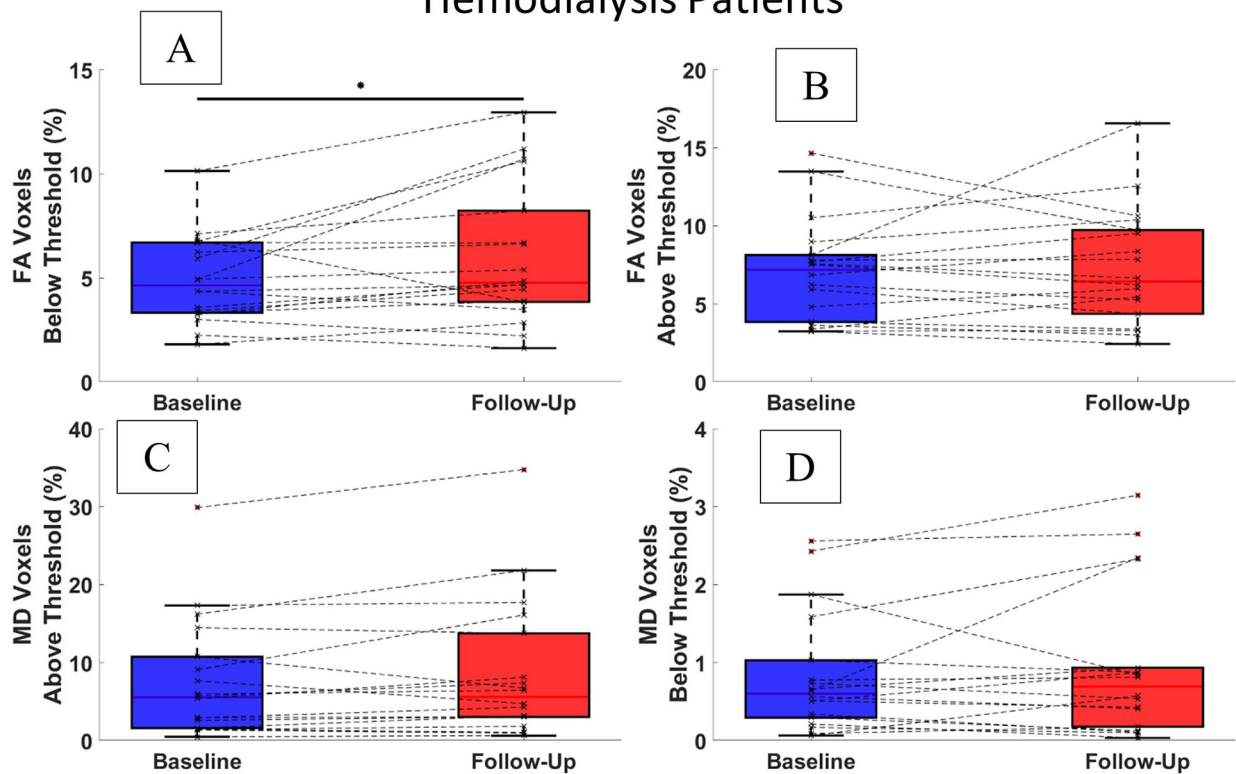 Hemodialysis Patients
A
15
10
5
0
FA Voxels
Below Threshold (%)
*
Baseline
Follow-Up
B
20
15
10
5
0
FA Voxels
Above Threshold (%)
Baseline
Follow-Up
C
40
30
20
10
0
MD Voxels
Above Threshold (%)
Baseline
Follow-Up
D
4
3
2
1
0
MD Voxels
Below Threshold (%)
Baseline
Follow-Up